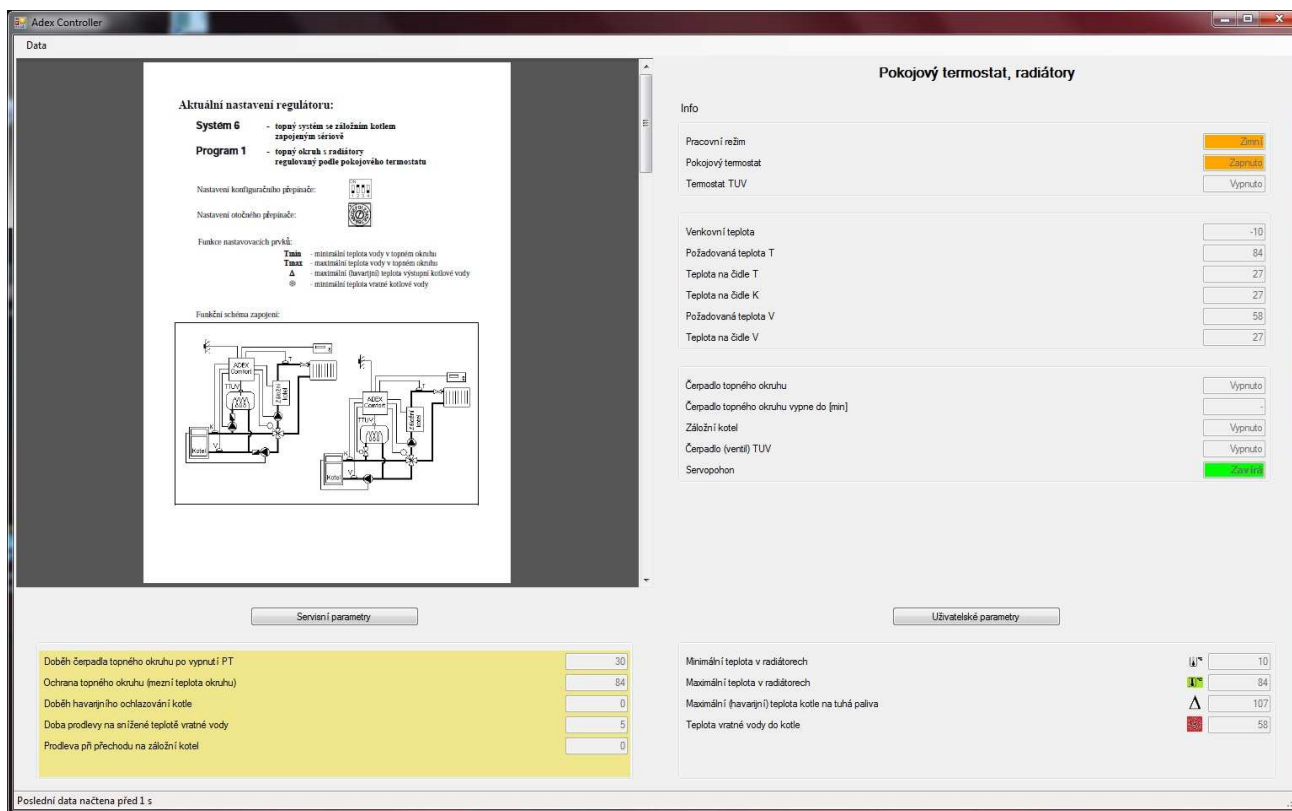 Adex Controller
Data
Aktuální nastavení regulátoru:
Systém 6 - topný systém se záložním kotlem
zapojeným sériově
Program 1 - topný okruh s radiátory
regulovaný podle pokojového termostatu
Nastavení konfiguračního přepínače:
Nastavení otočného přepínače:
Funkce nastavovacích prvků:
Tmin - minimální teplota vody v topném okruhu
Tmax - maximální teplota vody v topném okruhu
Δ - maximální (havarijní) teplota výstupní kotlové vody
- minimální teplota vratné kotlové vody
Funkční schéma zapojení:
ADEX
Comfort
T
TTUV
Záložní
kotel
K
V
Kotel
ADEX
Comfort
T
TTUV
Záložní
kotel
K
V
Kotel
Pokojový termostat, radiátory
Info
Pracovní režim Zimní
Pokojový termostat Zapnuto
Termostat TUV Vypnuto
Venkovní teplota -10
Požadovaná teplota T 84
Teplota na čidle T 27
Teplota na čidle K 27
Požadovaná teplota V 58
Teplota na čidle V 27
Čerpadlo topného okruhu Vypnuto
Čerpadlo topného okruhu vypne do [min] -
Záložní kotel Vypnuto
Čerpadlo (ventil) TUV Vypnuto
Servopohon Zavírá
Servisní parametry
Doběh čerpadla topného okruhu po vypnutí PT 30
Ochrana topného okruhu (mezní teplota okruhu) 84
Doběh havarijního ochlazování kotle 0
Doba prodlevy na snížené teplotě vratné vody 5
Prodleva při přechodu na záložní kotel 0
Uživatelské parametry
Minimální teplota v radiátorech 10
Maximální teplota v radiátorech 84
Maximální (havarijní) teplota kotle na tuhá paliva Δ 107
Teplota vratné vody do kotle 58
Poslední data načtena před 1 s